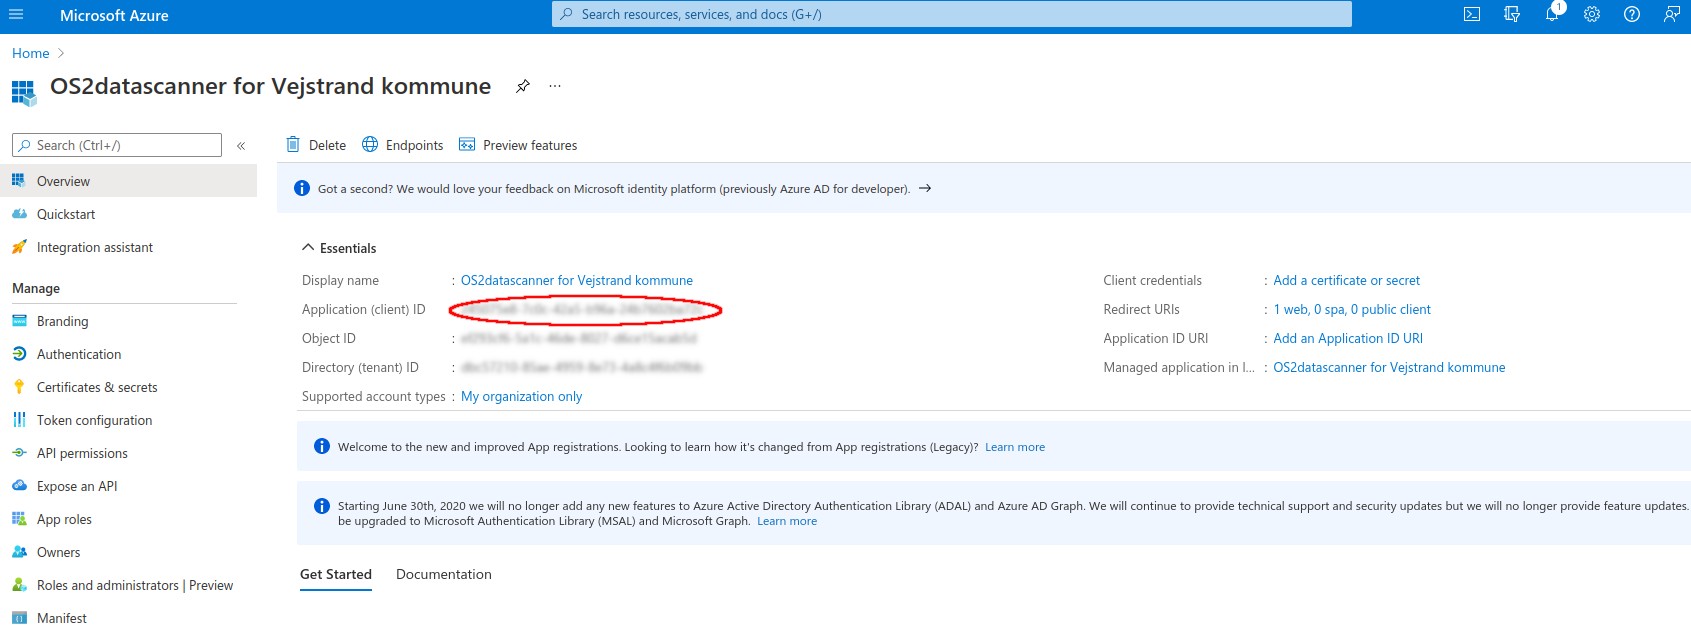 Microsoft Azure
Search resources, services, and docs (G+/)
1
Home
OS2datascanner for Vejstrand kommune
...
Search (Ctrl+/)
«
Delete
Endpoints
Preview features
Overview
Got a second? We would love your feedback on Microsoft identity platform (previously Azure AD for developer). →
Quickstart
Integration assistant
Essentials
Manage
Display name : OS2datascanner for Vejstrand kommune
Client credentials : Add a certificate or secret
Application (client) ID
Redirect URIs : 1 web, 0 spa, 0 public client
Branding
Object ID :
Application ID URI : Add an Application ID URI
Authentication
Directory (tenant) ID :
Managed application in l... : OS2datascanner for Vejstrand kommune
Certificates & secrets
Supported account types : My organization only
Token configuration
Welcome to the new and improved App registrations. Looking to learn how it's changed from App registrations (Legacy)? Learn more
API permissions
Expose an API
Starting June 30th, 2020 we will no longer add any new features to Azure Active Directory Authentication Library (ADAL) and Azure AD Graph. We will continue to provide technical support and security updates but we will no longer provide feature updates.
be upgraded to Microsoft Authentication Library (MSAL) and Microsoft Graph. Learn more
App roles
Owners
Get Started
Documentation
Roles and administrators | Preview
Manifest